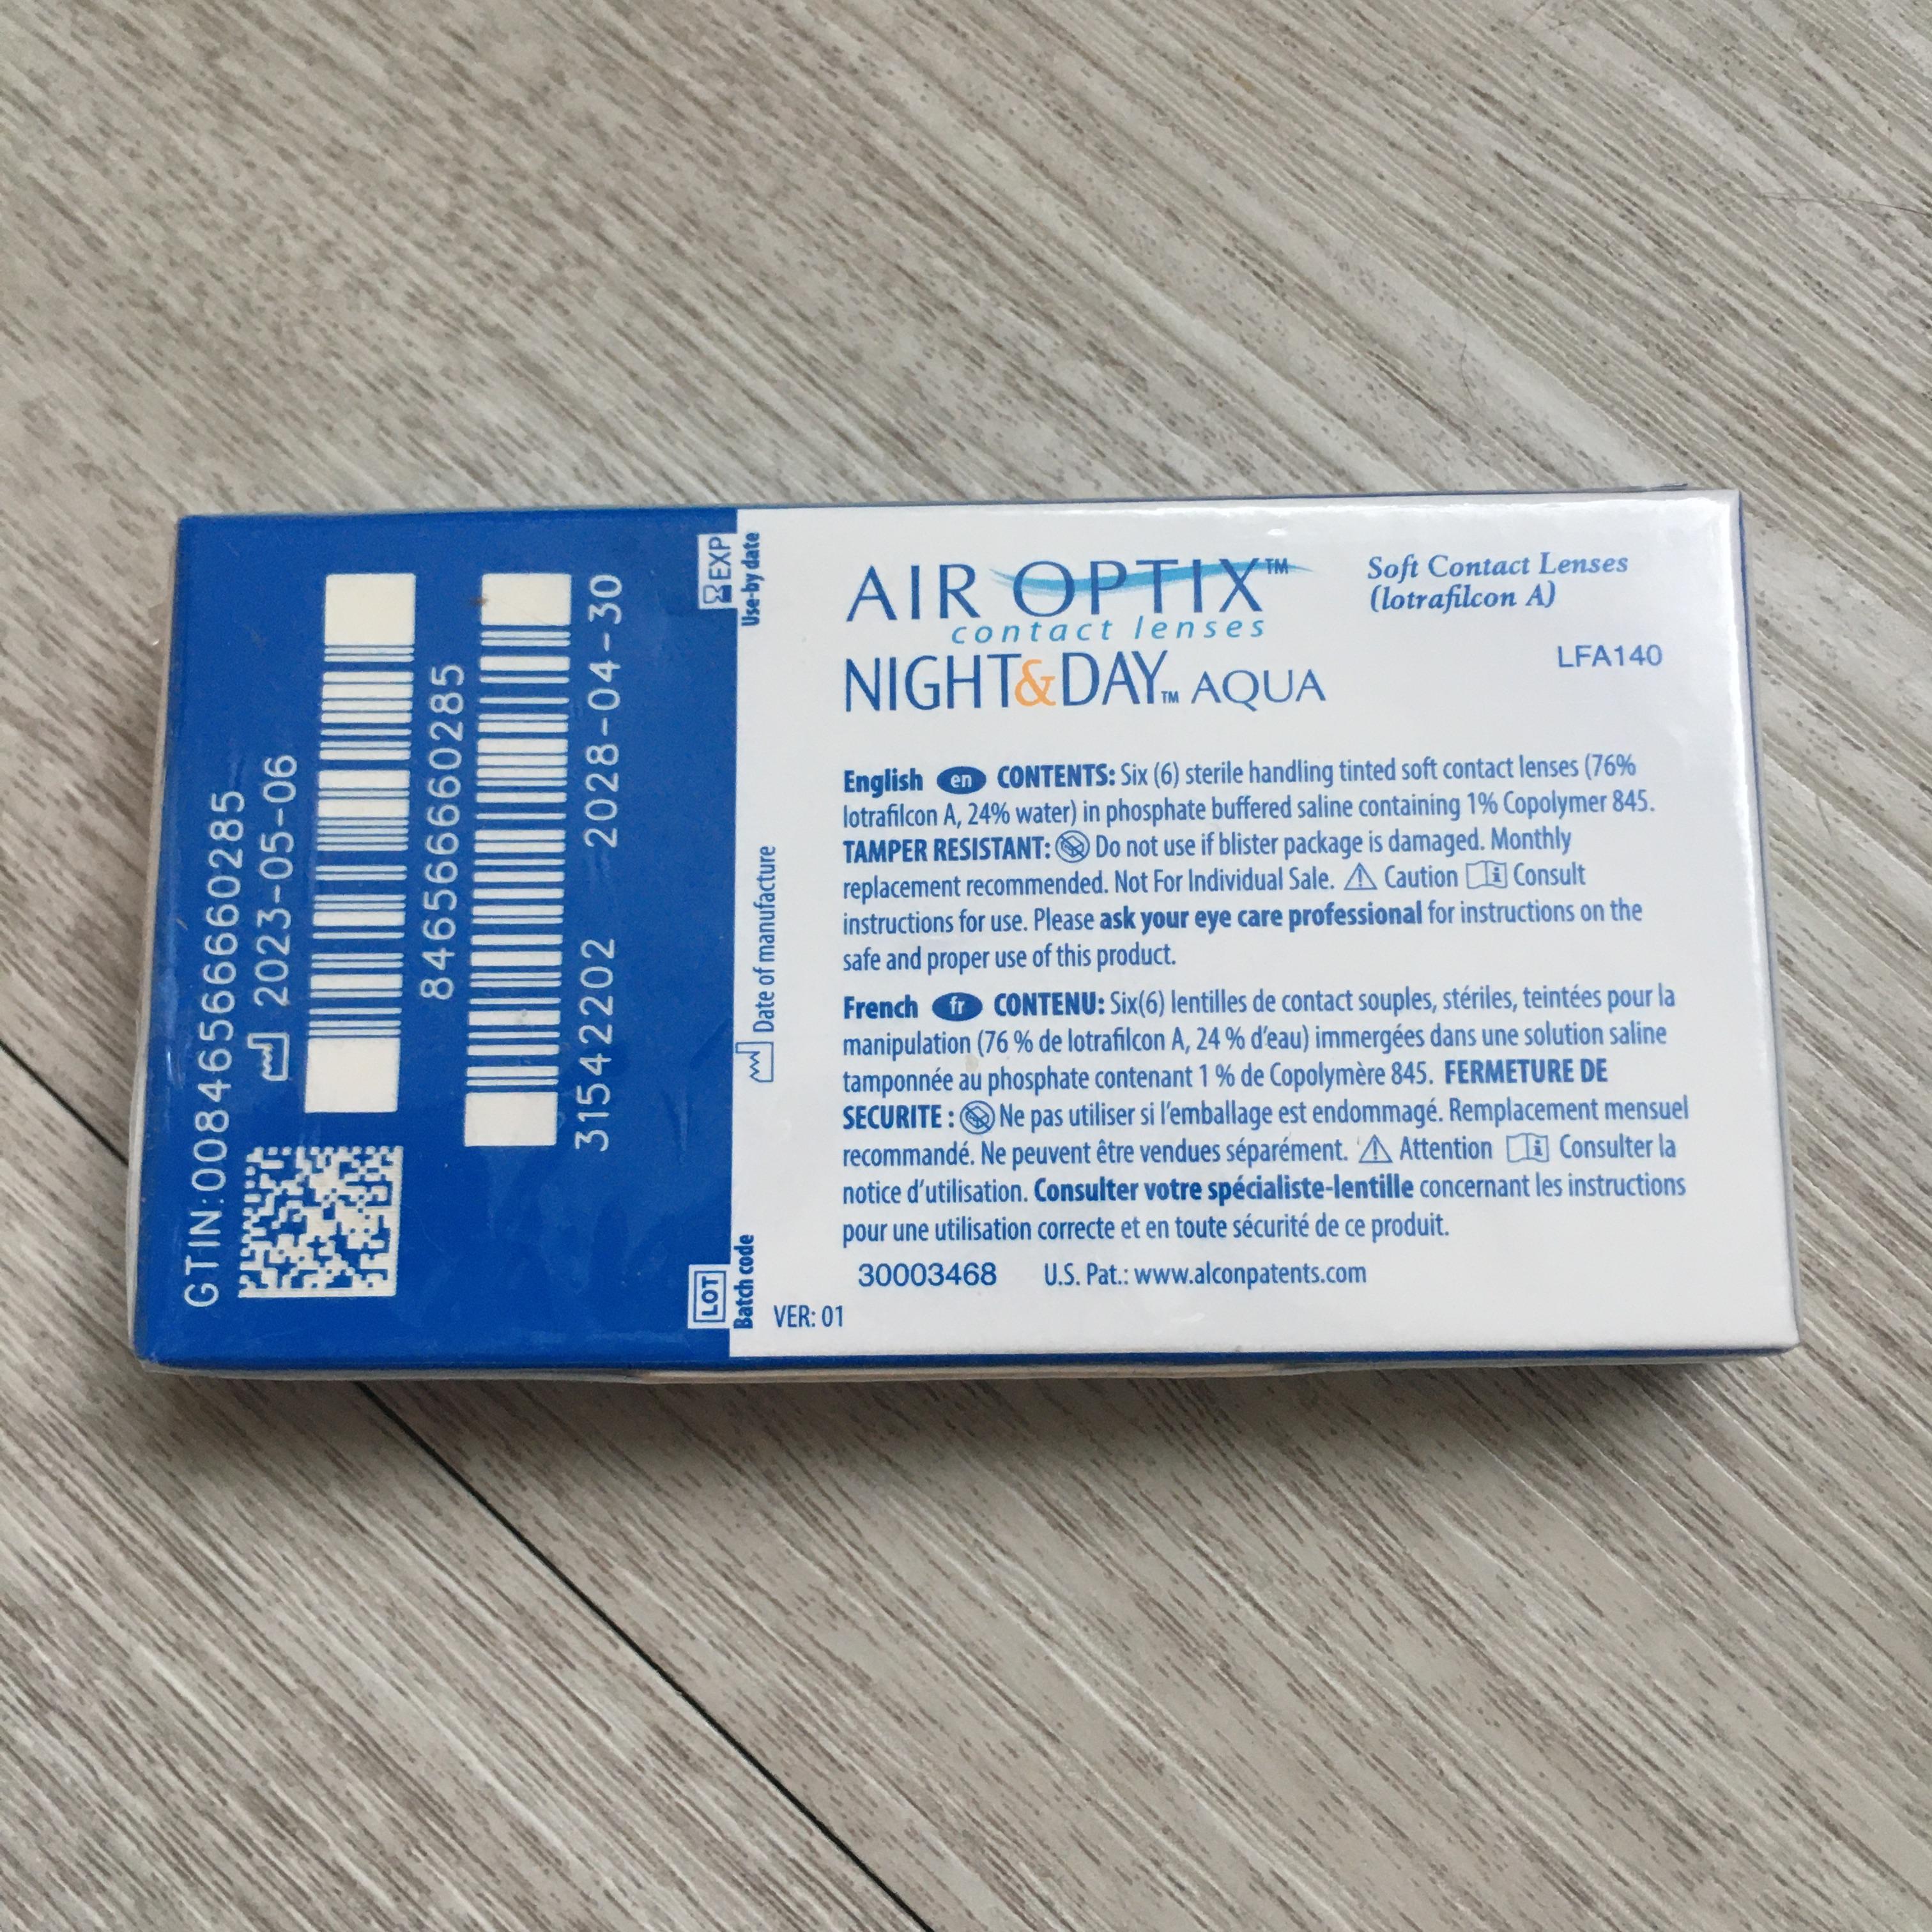 GTIN:00846566660285
2023-05-06
846566660285
31542202 2028-04-30
EXP
Use-by date
Date of manufacture
LOT
Batch code
AIR OPTIX™
contact lenses
NIGHT&DAY™ AQUA
Soft Contact Lenses
(lotrafilcon A)
LFA140
English en CONTENTS: Six (6) sterile handling tinted soft contact lenses (76%
lotrafilcon A, 24% water) in phosphate buffered saline containing 1% Copolymer 845.
TAMPER RESISTANT: Do not use if blister package is damaged. Monthly
replacement recommended. Not For Individual Sale. Caution Consult
instructions for use. Please ask your eye care professional for instructions on the
safe and proper use of this product.
French fr CONTENU: Six(6) lentilles de contact souples, stériles, teintées pour la
manipulation (76 % de lotrafilcon A, 24 % d'eau) immergées dans une solution saline
tamponnée au phosphate contenant 1 % de Copolymère 845. FERMETURE DE
SECURITE : Ne pas utiliser si l'emballage est endommagé. Remplacement mensuel
recommandé. Ne peuvent être vendues séparément. Attention Consulter la
notice d'utilisation. Consulter votre spécialiste-lentille concernant les instructions
pour une utilisation correcte et en toute sécurité de ce produit.
30003468 U.S. Pat.: www.alconpatents.com
VER: 01